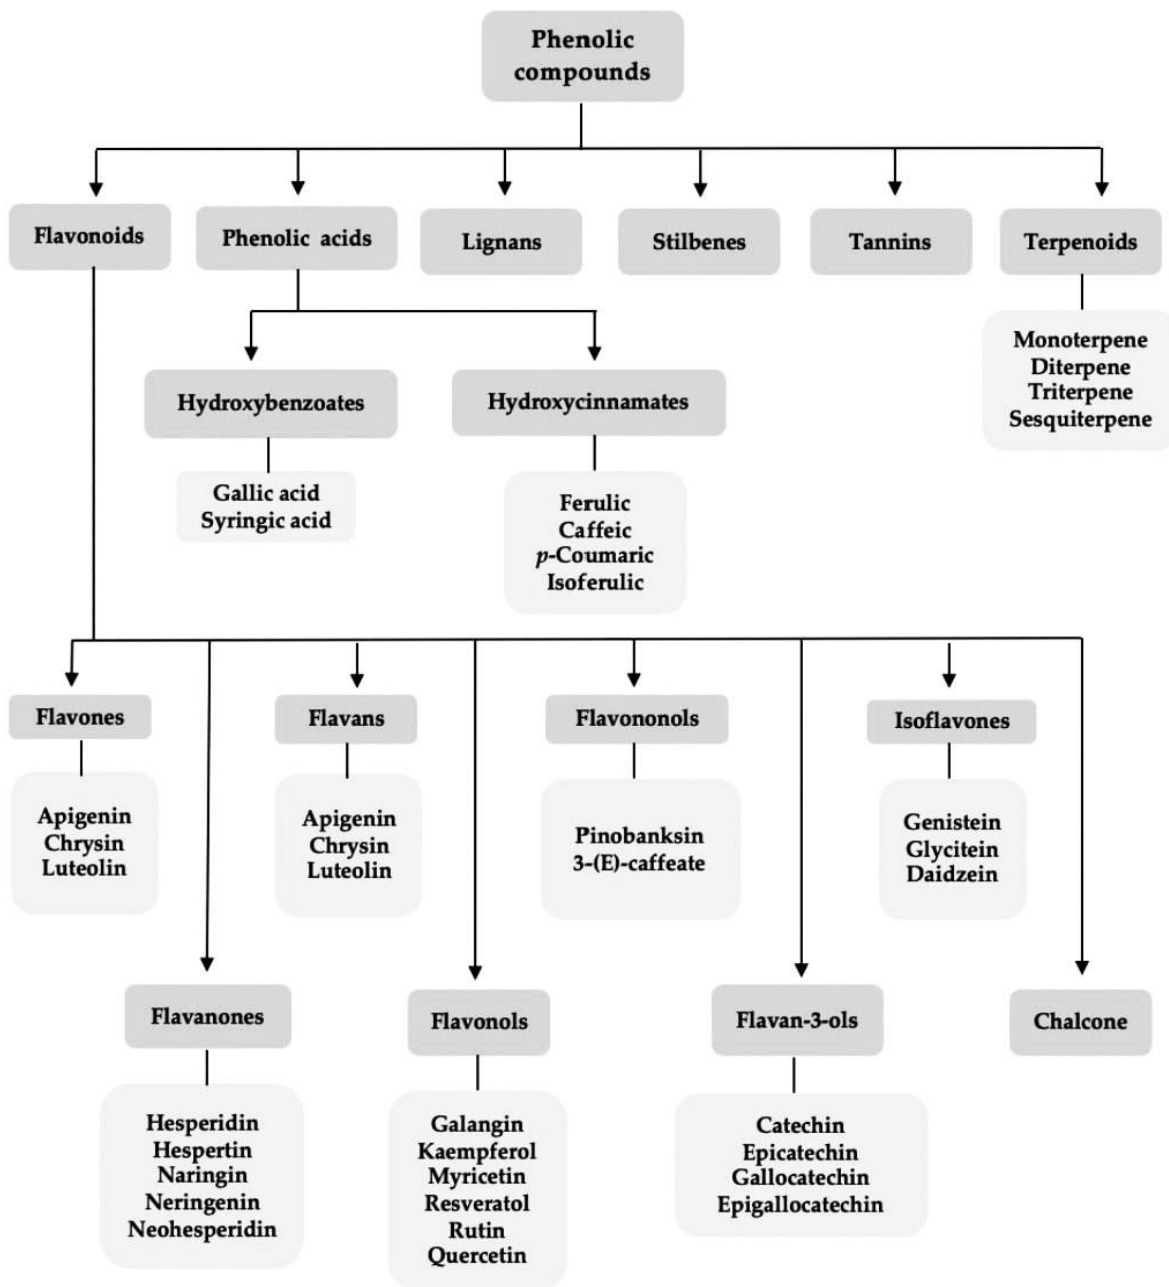 Phenolic
compounds
Flavonoids
Phenolic acids
Lignans
Stilbenes
Tannins
Terpenoids
Monoterpene
Diterpene
Triterpene
Sesquiterpene
Hydroxybenzoates
Hydroxycinnamates
Gallic acid
Syringic acid
Ferulic
Caffeic
p-Coumaric
Isoferulic
Flavones
Flavans
Flavononols
Isoflavones
Apigenin
Chrysin
Luteolin
Apigenin
Chrysin
Luteolin
Pinobanksin
3-(E)-caffeate
Genistein
Glycitein
Daidzein
Flavanones
Flavonols
Flavan-3-ols
Chalcone
Hesperidin
Hespertin
Naringin
Neringenin
Neohesperidin
Galangin
Kaempferol
Myricetin
Resveratol
Rutin
Quercetin
Catechin
Epicatechin
Gallocatechin
Epigallocatechin